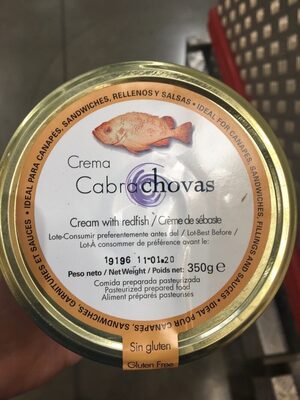 IDEAL PARA CANAPÉS, SANDWICHES, RELLENOS Y SALSAS •
IDEAL FOR CANAPES, SANDWICHES, FILLINGS AND SAUCES •
IDEAL POUR CANAPÉS, SANDWICHES, GARNITURES ET SAUCES •
Crema
Cabrachovas
Cream with redfish / Crème de sébaste
Lote-Consumir preferentemente antes del / Lot-Best Before /
Lot-A consommer de préférence avant le:
19196 11-01-20
Peso neto / Net Weight / Poids net: 350g e
Comida preparada pasteurizada
Pasteurized prepared food
Aliment préparés pasteurisés
Sin gluten
Gluten Free